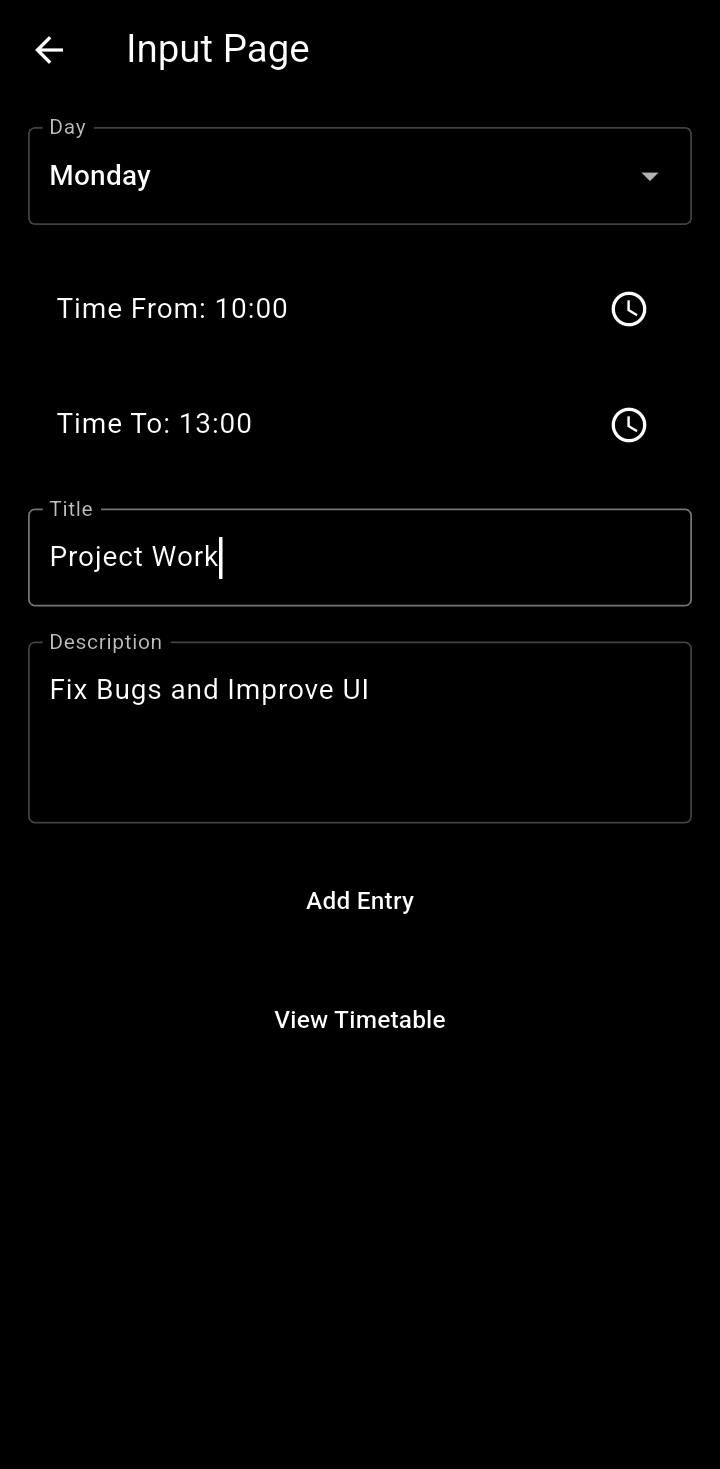 Input Page
Day
Monday
Time From: 10:00
Time To: 13:00
Title
Project Work
Description
Fix Bugs and Improve UI
Add Entry
View Timetable